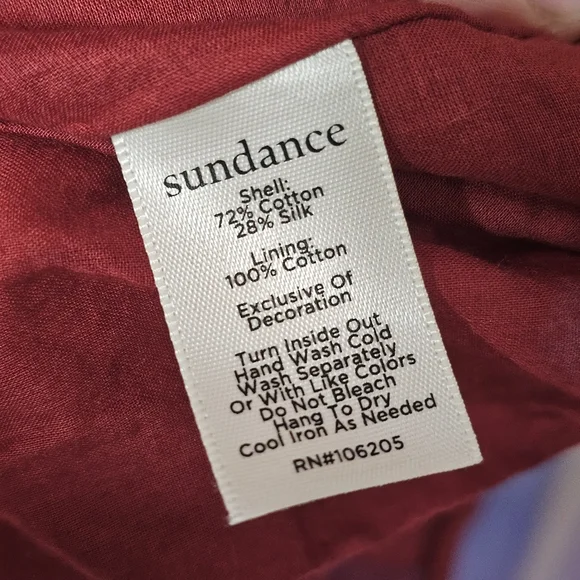 sundance
Shell:
72% Cotton
28% Silk
Lining:
100% Cotton
Exclusive Of
Decoration
Turn Inside Out
Hand Wash Cold
Wash Separately
Or With Like Colors
Do Not Bleach
Hang To Dry
Cool Iron As Needed
RN#106205